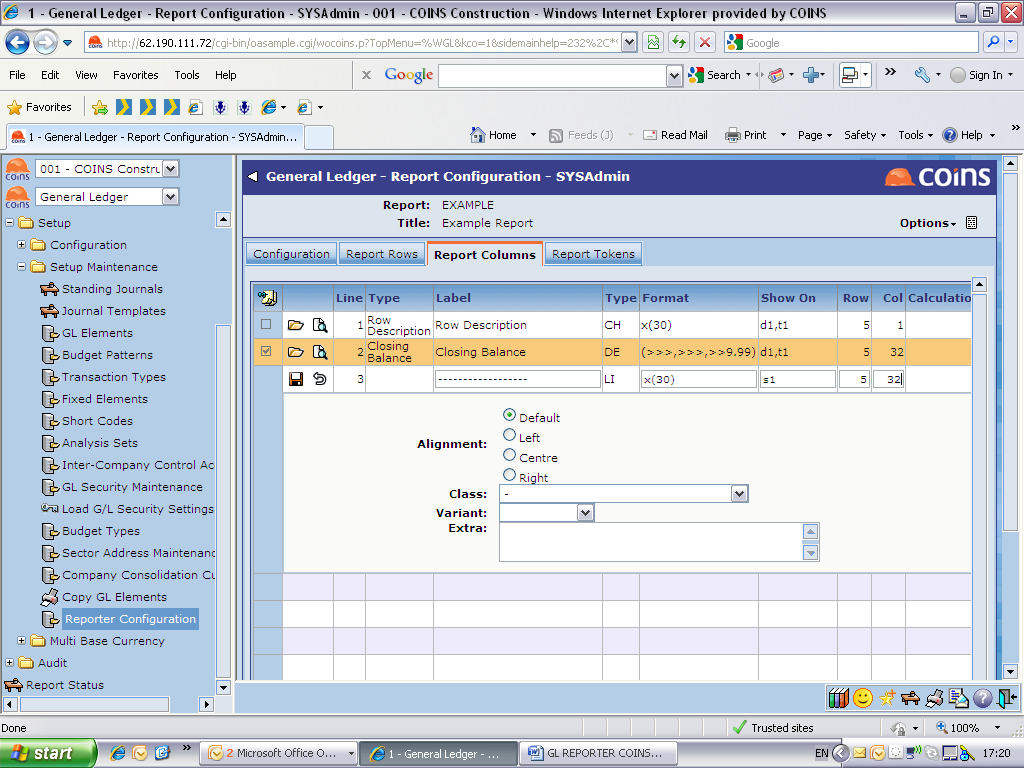 1 - General Ledger - Report Configuration - SYSAdmin - 001 - COINS Construction - Windows Internet Explorer provided by COINS
http://62.190.111.72/cgi-bin/oasample.cgi/wocoins.p?TopMenu=%WGL&kco=1&sidemainhelp=232%2C*
Google
File Edit View Favorites Tools Help
x Google Search Sign In
Favorites
1 - General Ledger - Report Configuration - SYSAdmin...
Home Feeds (J) Read Mail Print Page Safety Tools Help
COINS 001 - COINS Constru
COINS General Ledger
Setup
Configuration
Setup Maintenance
Standing Journals
Journal Templates
GL Elements
Budget Patterns
Transaction Types
Fixed Elements
Short Codes
Analysis Sets
Inter-Company Control Ac
GL Security Maintenance
Load G/L Security Settings
Budget Types
Sector Address Maintenanc
Company Consolidation Cu
Copy GL Elements
Reporter Configuration
Multi Base Currency
Audit
Report Status
General Ledger - Report Configuration - SYSAdmin
COINS
Report: EXAMPLE
Title: Example Report
Options
Configuration Report Rows Report Columns Report Tokens
Line Type Label Type Format Show On Row Col Calculatio
1 Row Description Row Description CH x(30) d1,t1 5 1
2 Closing Balance Closing Balance DE (>>>,>>>,>>9.99) d1,t1 5 32
3 ------------------ LI x(30) s1 5 32
Alignment: Default
Left
Centre
Right
Class: -
Variant:
Extra:
Done Trusted sites 100%
start 2 Microsoft Office O... 1 - General Ledger - ... GL REPORTER COINS... EN 17:20